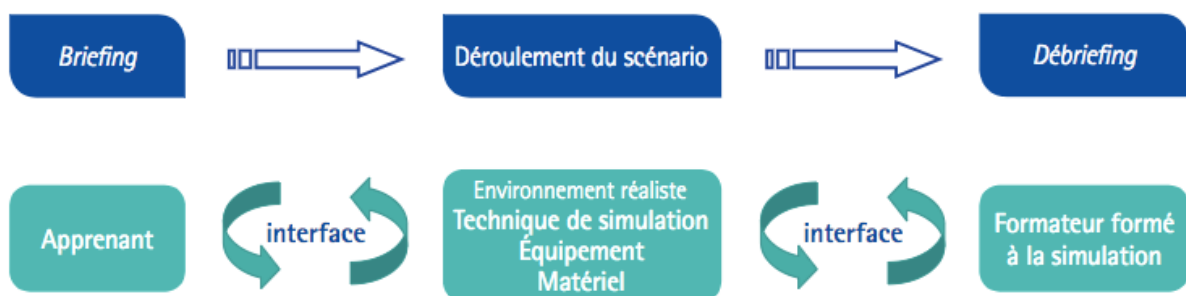 Briefing
Déroulement du scénario
Débriefing
Apprenant
interface
Environnement réaliste
Technique de simulation
Équipement
Matériel
interface
Formateur formé
à la simulation